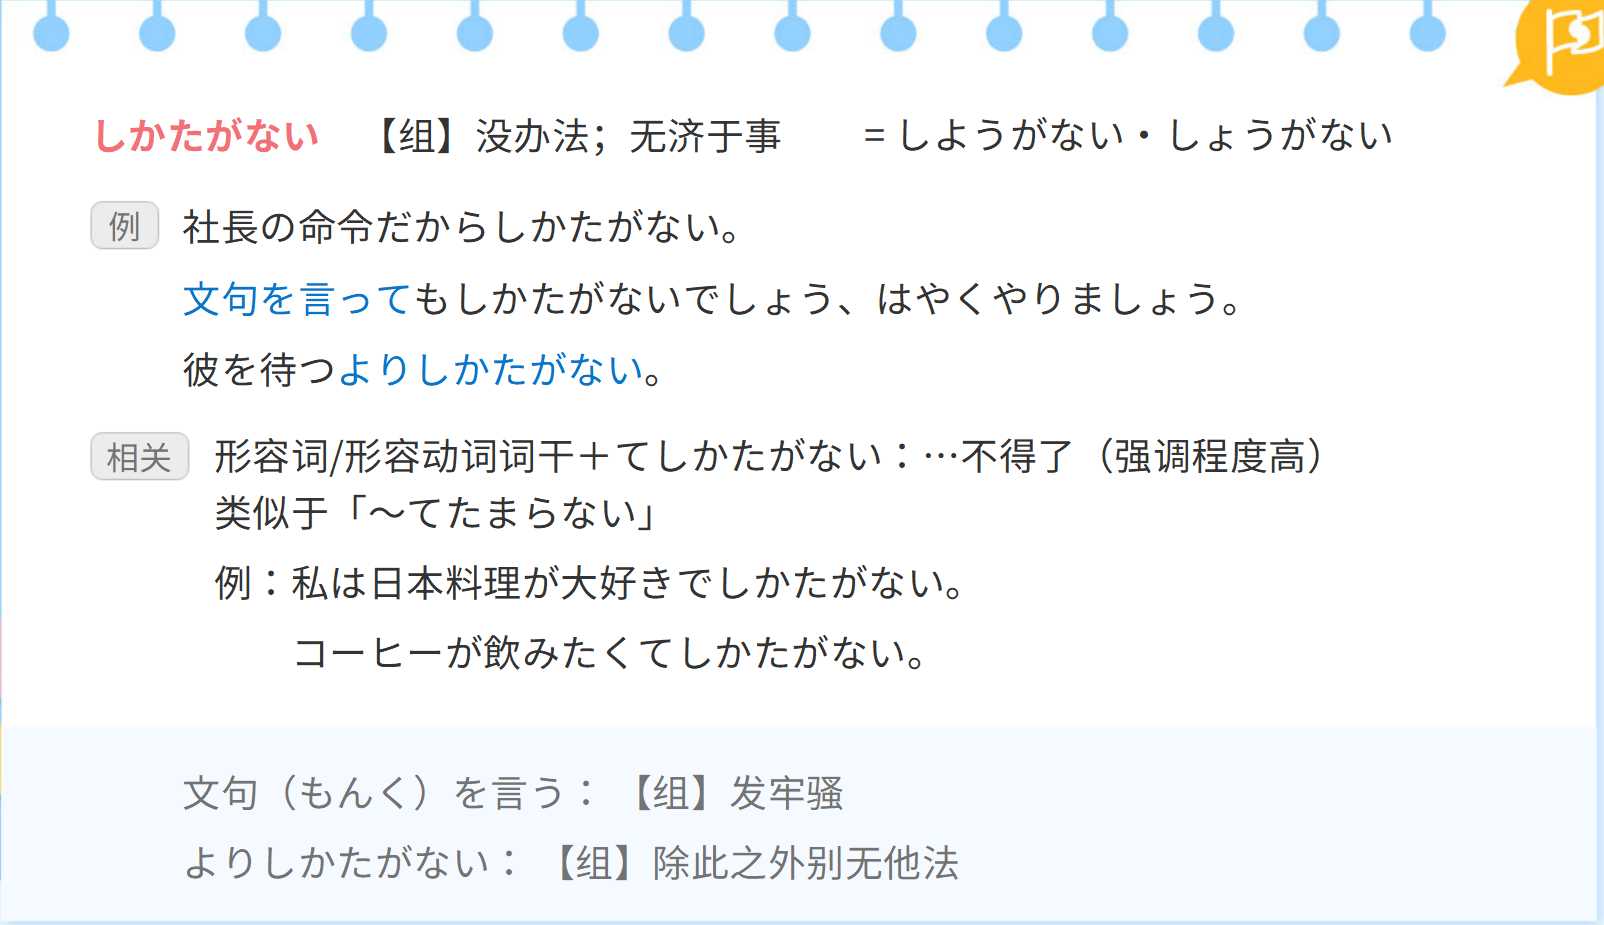 しかたがない 【组】没办法；无济于事 = しようがない・しょうがない
例 社長の命令だからしかたがない。
文句を言ってもしかたがないでしょう、はやくやりましょう。
彼を待つよりしかたがない。
相关 形容词/形容动词词干＋てしかたがない：…不得了（强调程度高）
类似于「～てたまらない」
例：私は日本料理が大好きでしかたがない。
コーヒーが飲みたくてしかたがない。
文句（もんく）を言う：【组】发牢骚
よりしかたがない：【组】除此之外别无他法